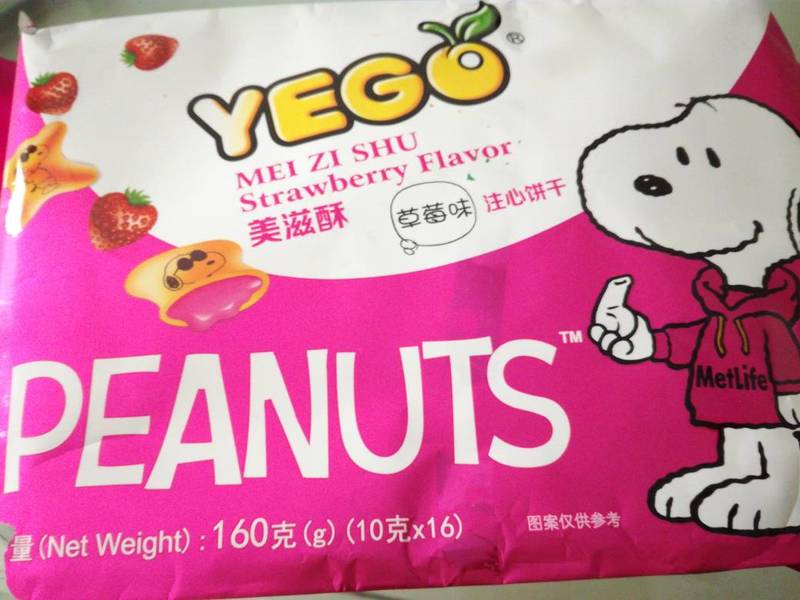 YEGO®
MEI ZI SHU
Strawberry Flavor
美滋酥 草莓味 注心饼干
PEANUTS™
MetLife
量(Net Weight):160克(g)(10克x16)
图案仅供参考